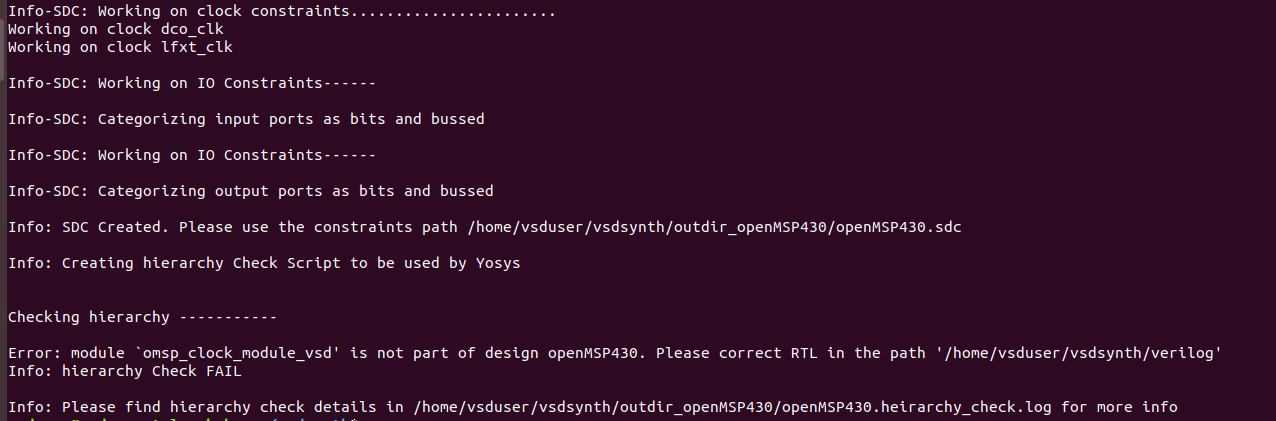 Info-SDC: Working on clock constraints.......................
Working on clock dco_clk
Working on clock lfxt_clk
Info-SDC: Working on IO Constraints------
Info-SDC: Categorizing input ports as bits and bussed
Info-SDC: Working on IO Constraints------
Info-SDC: Categorizing output ports as bits and bussed
Info: SDC Created. Please use the constraints path /home/vsduser/vsdsynth/outdir_openMSP430/openMSP430.sdc
Info: Creating hierarchy Check Script to be used by Yosys
Checking hierarchy -----------
Error: module `omsp_clock_module_vsd' is not part of design openMSP430. Please correct RTL in the path '/home/vsduser/vsdsynth/verilog'
Info: hierarchy Check FAIL
Info: Please find hierarchy check details in /home/vsduser/vsdsynth/outdir_openMSP430/openMSP430.heirarchy_check.log for more info